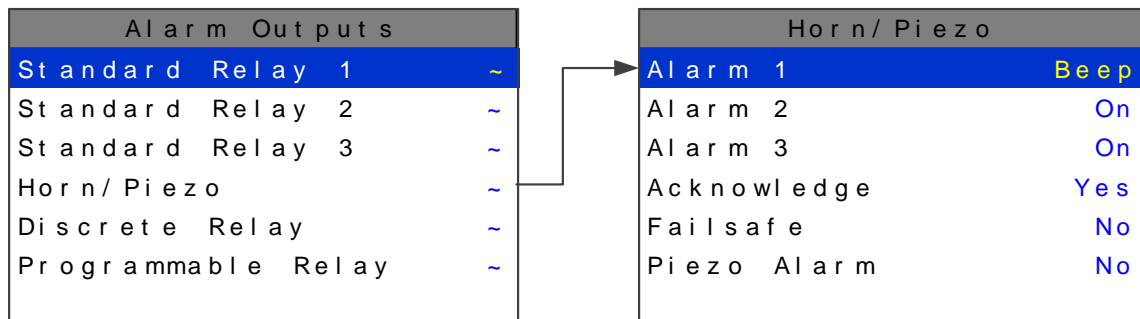 Alarm Outputs
Standard Relay 1 ~
Standard Relay 2 ~
Standard Relay 3 ~
Horn/Piezo ~
Discrete Relay ~
Programmable Relay ~
Horn/Piezo
Alarm 1 Beep
Alarm 2 On
Alarm 3 On
Acknowledge Yes
Failsafe No
Piezo Alarm No